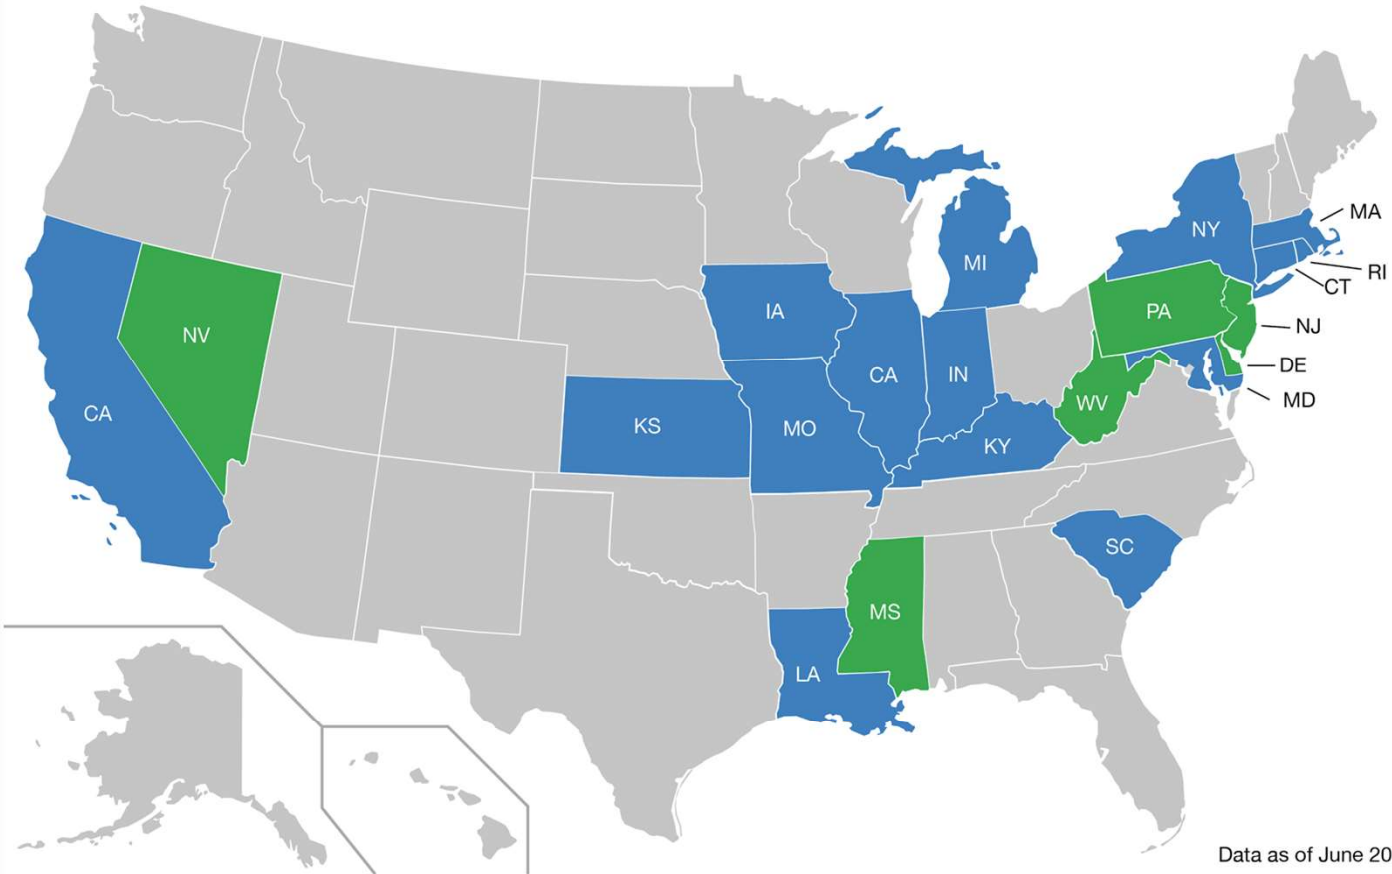 NY
MA
MI
RI
CT
PA
IA
NJ
NV
DE
CA
IN
MD
WV
CA
KS
MO
KY
SC
MS
LA
Data as of June 20